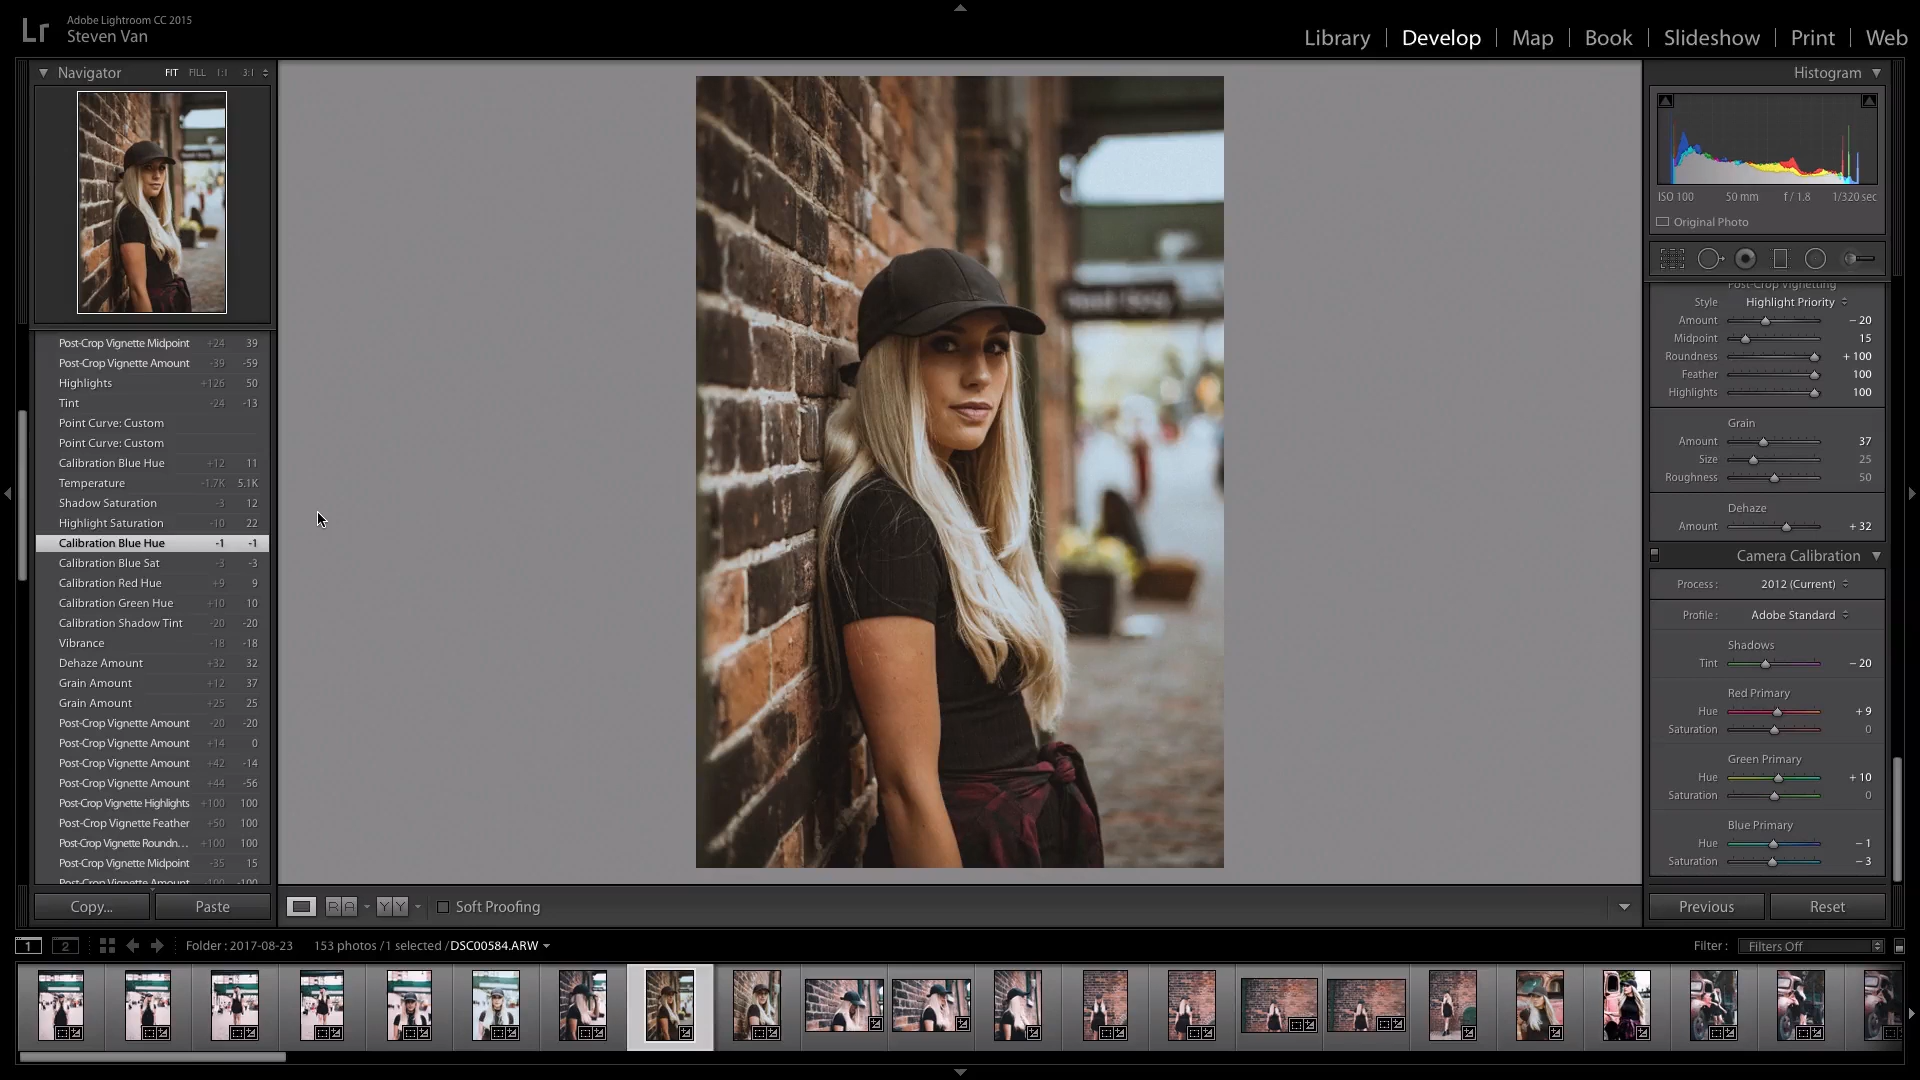 Lr
Adobe Lightroom CC 2015
Steven Van
Library | Develop | Map | Book | Slideshow | Print | Web
Navigator FIT FILL 1:1 3:1
Post-Crop Vignette Midpoint +24 39
Post-Crop Vignette Amount -39 -59
Highlights +126 50
Tint -24 -13
Point Curve: Custom
Point Curve: Custom
Calibration Blue Hue +12 11
Temperature -1.7K 5.1K
Shadow Saturation -3 12
Highlight Saturation -10 22
Calibration Blue Hue -1 -1
Calibration Blue Sat -3 -3
Calibration Red Hue +9 9
Calibration Green Hue +10 10
Calibration Shadow Tint -20 -20
Vibrance -18 -18
Dehaze Amount +32 32
Grain Amount +12 37
Grain Amount +25 25
Post-Crop Vignette Amount -20 -20
Post-Crop Vignette Amount +14 0
Post-Crop Vignette Amount +42 -14
Post-Crop Vignette Amount +44 -56
Post-Crop Vignette Highlights +100 100
Post-Crop Vignette Feather +50 100
Post-Crop Vignette Roundn... +100 100
Post-Crop Vignette Midpoint -35 15
Post-Crop Vignette Amount -100 -100
Copy... Paste
Histogram
ISO 100 50 mm f / 1.8 1/320 sec
Original Photo
Post-Crop Vignetting
Style Highlight Priority
Amount – 20
Midpoint 15
Roundness + 100
Feather 100
Highlights 100
Grain
Amount 37
Size 25
Roughness 50
Dehaze
Amount + 32
Camera Calibration
Process : 2012 (Current)
Profile : Adobe Standard
Shadows
Tint – 20
Red Primary
Hue + 9
Saturation 0
Green Primary
Hue + 10
Saturation 0
Blue Primary
Hue – 1
Saturation – 3
Previous Reset
R A Y Y Soft Proofing
1 2 Folder : 2017-08-23 153 photos /1 selected /DSC00584.ARW
Filter : Filters Off